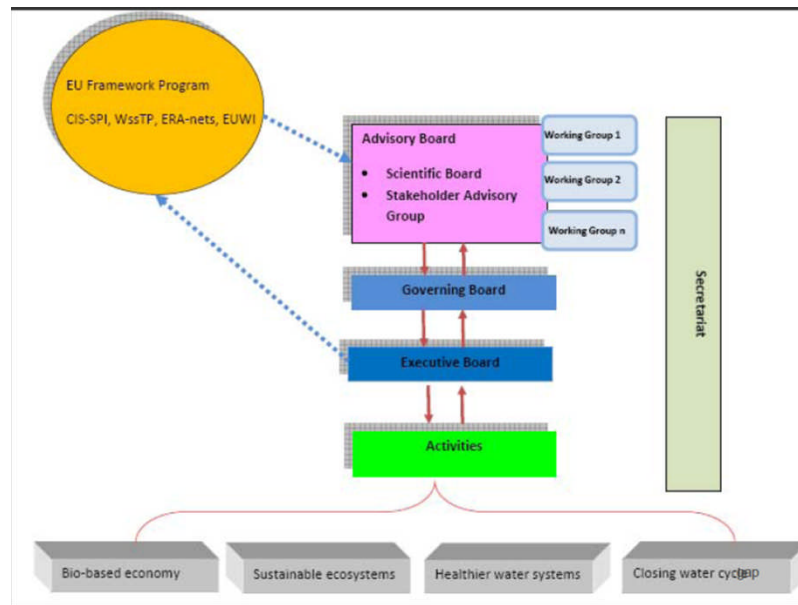 EU Framework Program
CIS-SPI, WssTP, ERA-nets, EUWI
Advisory Board
• Scientific Board
• Stakeholder Advisory
Group
Working Group 1
Working Group 2
Working Group n
Governing Board
Executive Board
Activities
Secretariat
Bio-based economy
Sustainable ecosystems
Healthier water systems
Closing water cycle gap